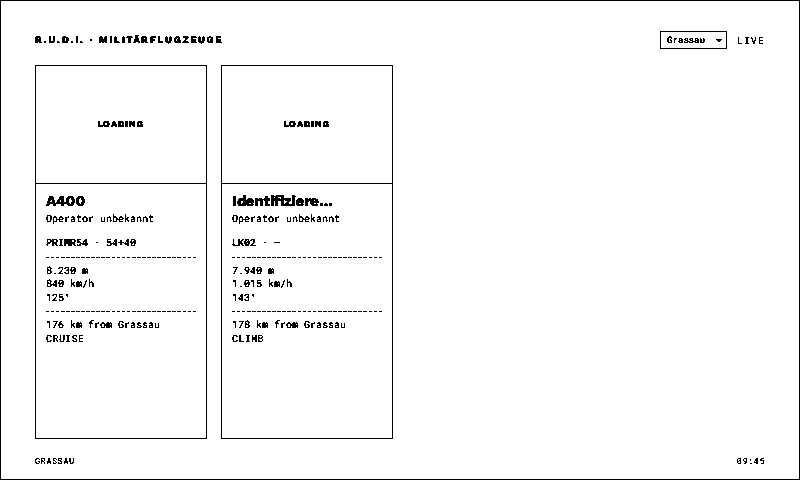 R.U.D.I. · MILITÄRFLUGZEUGE
Grassau
LIVE
LOADING
A400
Operator unbekannt
PRIMR54 · 54+40
8.230 m
840 km/h
125°
176 km from Grassau
CRUISE
LOADING
Identifiziere...
Operator unbekannt
LK02 · —
7.940 m
1.015 km/h
143°
178 km from Grassau
CLIMB
GRASSAU
09:45